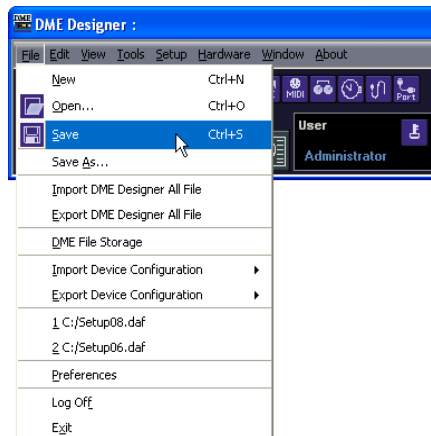 DME Designer :
File Edit View Tools Setup Hardware Window About
New Ctrl+N
Open... Ctrl+O
Save Ctrl+S
Save As...
Import DME Designer All File
Export DME Designer All File
DME File Storage
Import Device Configuration
Export Device Configuration
1 C:/Setup08.daf
2 C:/Setup06.daf
Preferences
Log Off
Exit
MIDI
Port
User
Administrator